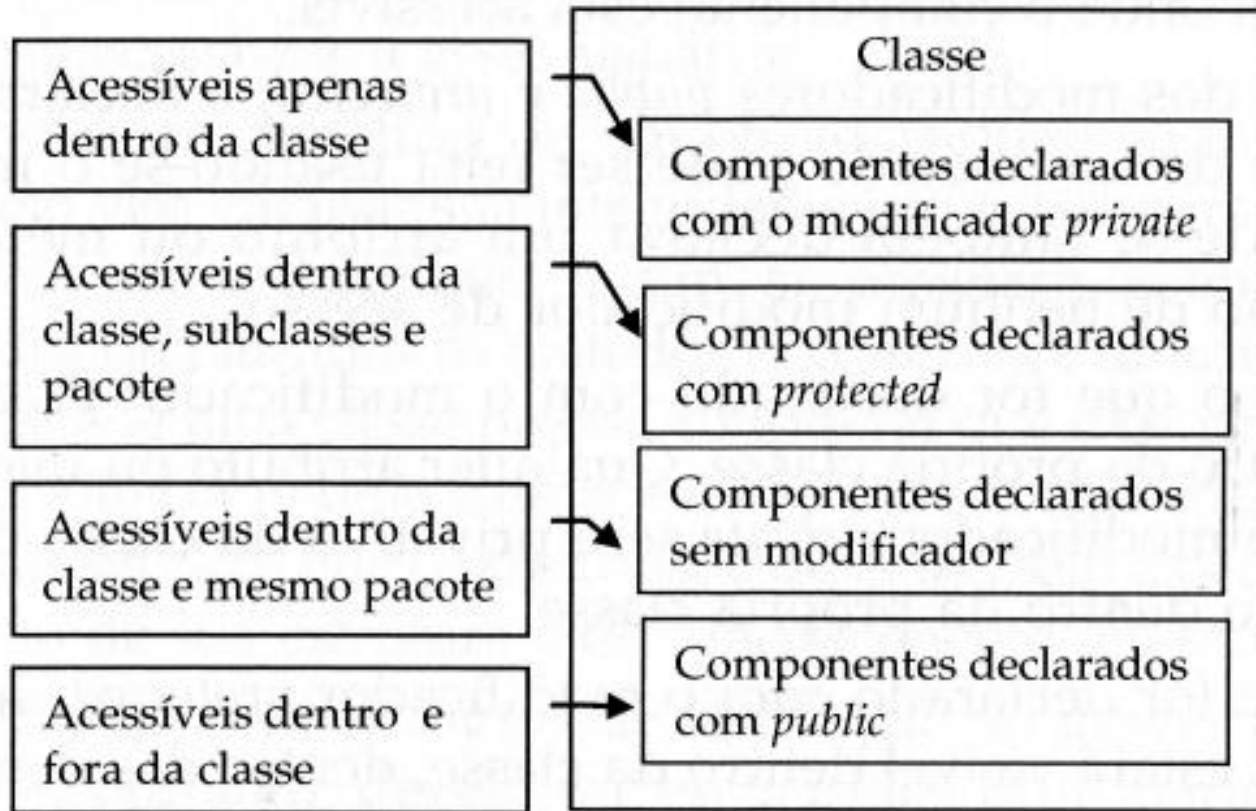 Acessíveis apenas
dentro da classe
Acessíveis dentro da
classe, subclasses e
pacote
Acessíveis dentro da
classe e mesmo pacote
Acessíveis dentro e
fora da classe
Classe
Componentes declarados
com o modificador private
Componentes declarados
com protected
Componentes declarados
sem modificador
Componentes declarados
com public